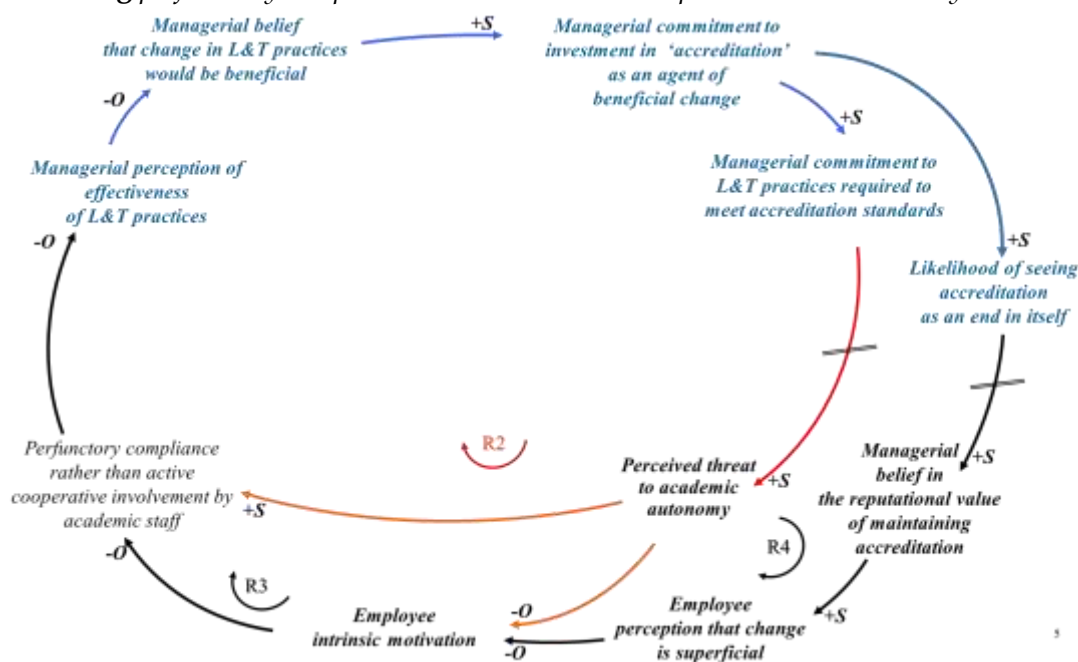 Managerial belief
that change in L&T practices
would be beneficial
+S
Managerial commitment to
investment in ‘accreditation’
as an agent of
beneficial change
-O
+S
Managerial perception of
effectiveness
of L&T practices
Managerial commitment to
L&T practices required to
meet accreditation standards
-O
+S
Likelihood of seeing
accreditation
as an end in itself
Perfunctory compliance
rather than active
cooperative involvement by
academic staff
R2
Perceived threat
to academic
autonomy
+S
Managerial
belief in
the reputational value
of maintaining
accreditation
+S
+S
-O
R4
R3
Employee
intrinsic motivation
-O
-O
Employee
perception that change
is superficial
+S
5